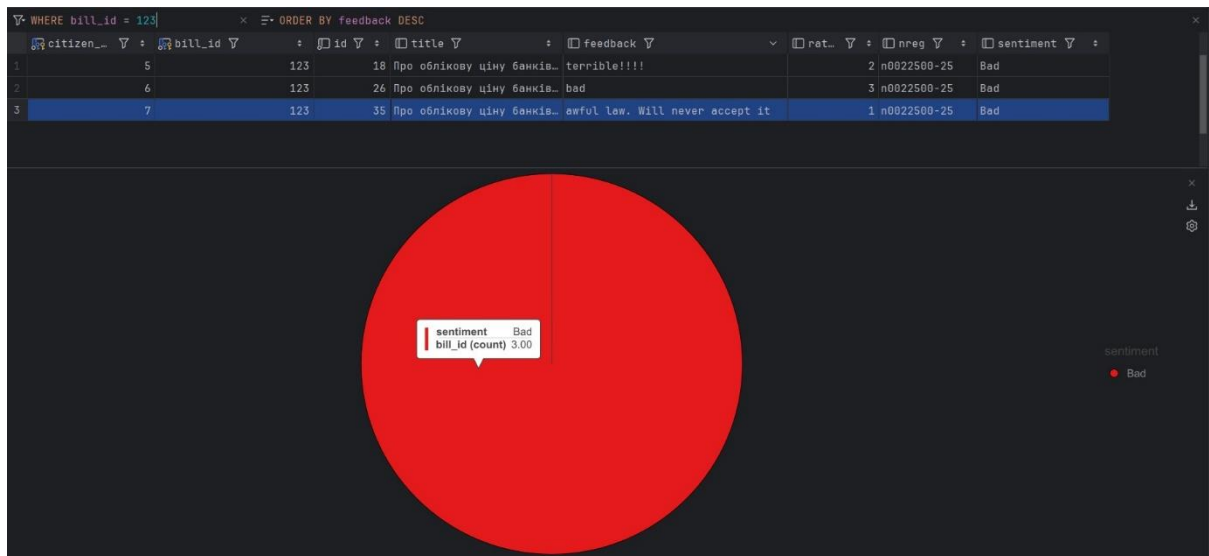 WHERE bill_id = 123 × ORDER BY feedback DESC ×
citizen_… bill_id id title feedback rat… nreg sentiment
1 5 123 18 Про облікову ціну банків… terrible!!!! 2 n0022500-25 Bad
2 6 123 26 Про облікову ціну банків… bad 3 n0022500-25 Bad
3 7 123 35 Про облікову ціну банків… awful law. Will never accept it 1 n0022500-25 Bad
sentiment Bad
bill_id (count) 3.00
sentiment
Bad